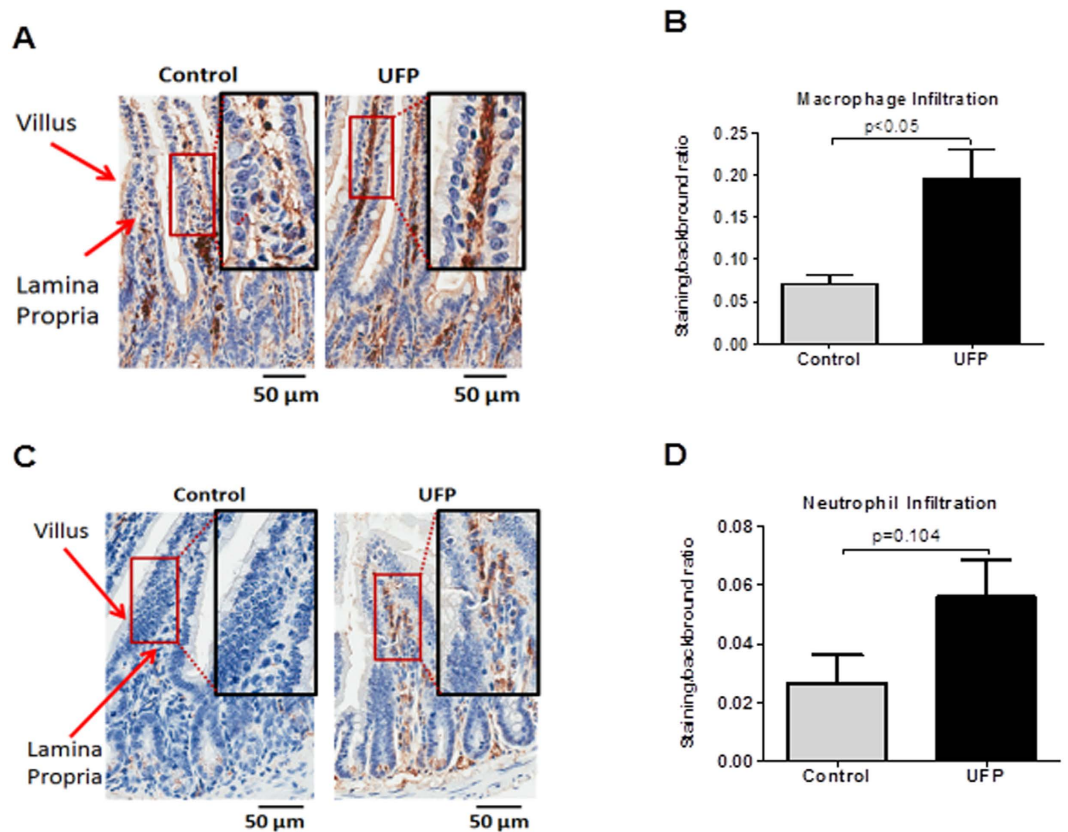 A
Control
UFP
Villus
Lamina
Propria
50 µm
50 µm
B
Macrophage Infiltration
p<0.05
Staining/backbround ratio
0.25
0.20
0.15
0.10
0.05
0.00
Control
UFP
C
Control
UFP
Villus
Lamina
Propria
50 µm
50 µm
D
Neutrophil Infiltration
p=0.104
Staining/backbround ratio
0.08
0.06
0.04
0.02
0.00
Control
UFP